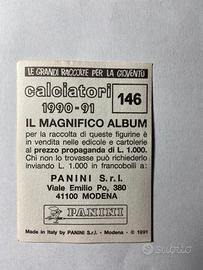 LE GRANDI RACCOLTE PER LA GIOVENTÙ
calciatori
1990-91
146
IL MAGNIFICO ALBUM
per la raccolta di queste figurine è
in vendita nelle edicole e cartolerie
al prezzo propaganda di L. 1.000.
Chi non lo trovasse può richiederlo
inviando L. 1.000 in francobolli a:
PANINI S.r.l.
Viale Emilio Po, 380
41100 MODENA
PANINI
Made in Italy by PANINI S.r.l. - Modena - © 1991
subito